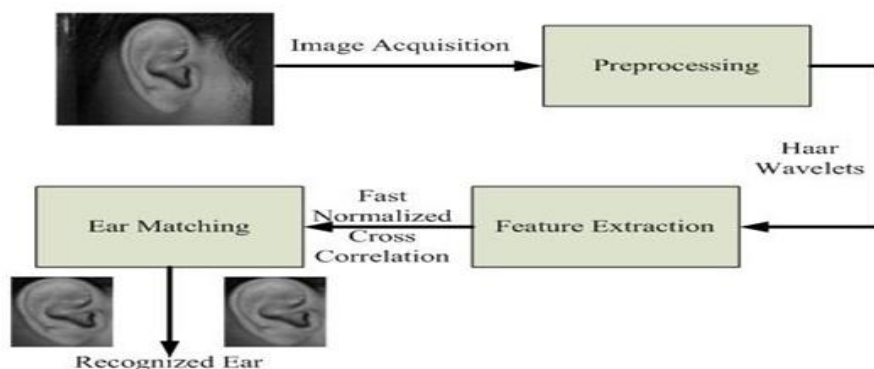 Image Acquisition
Preprocessing
Haar
Wavelets
Feature Extraction
Fast
Normalized
Cross
Correlation
Ear Matching
Recognized Ear